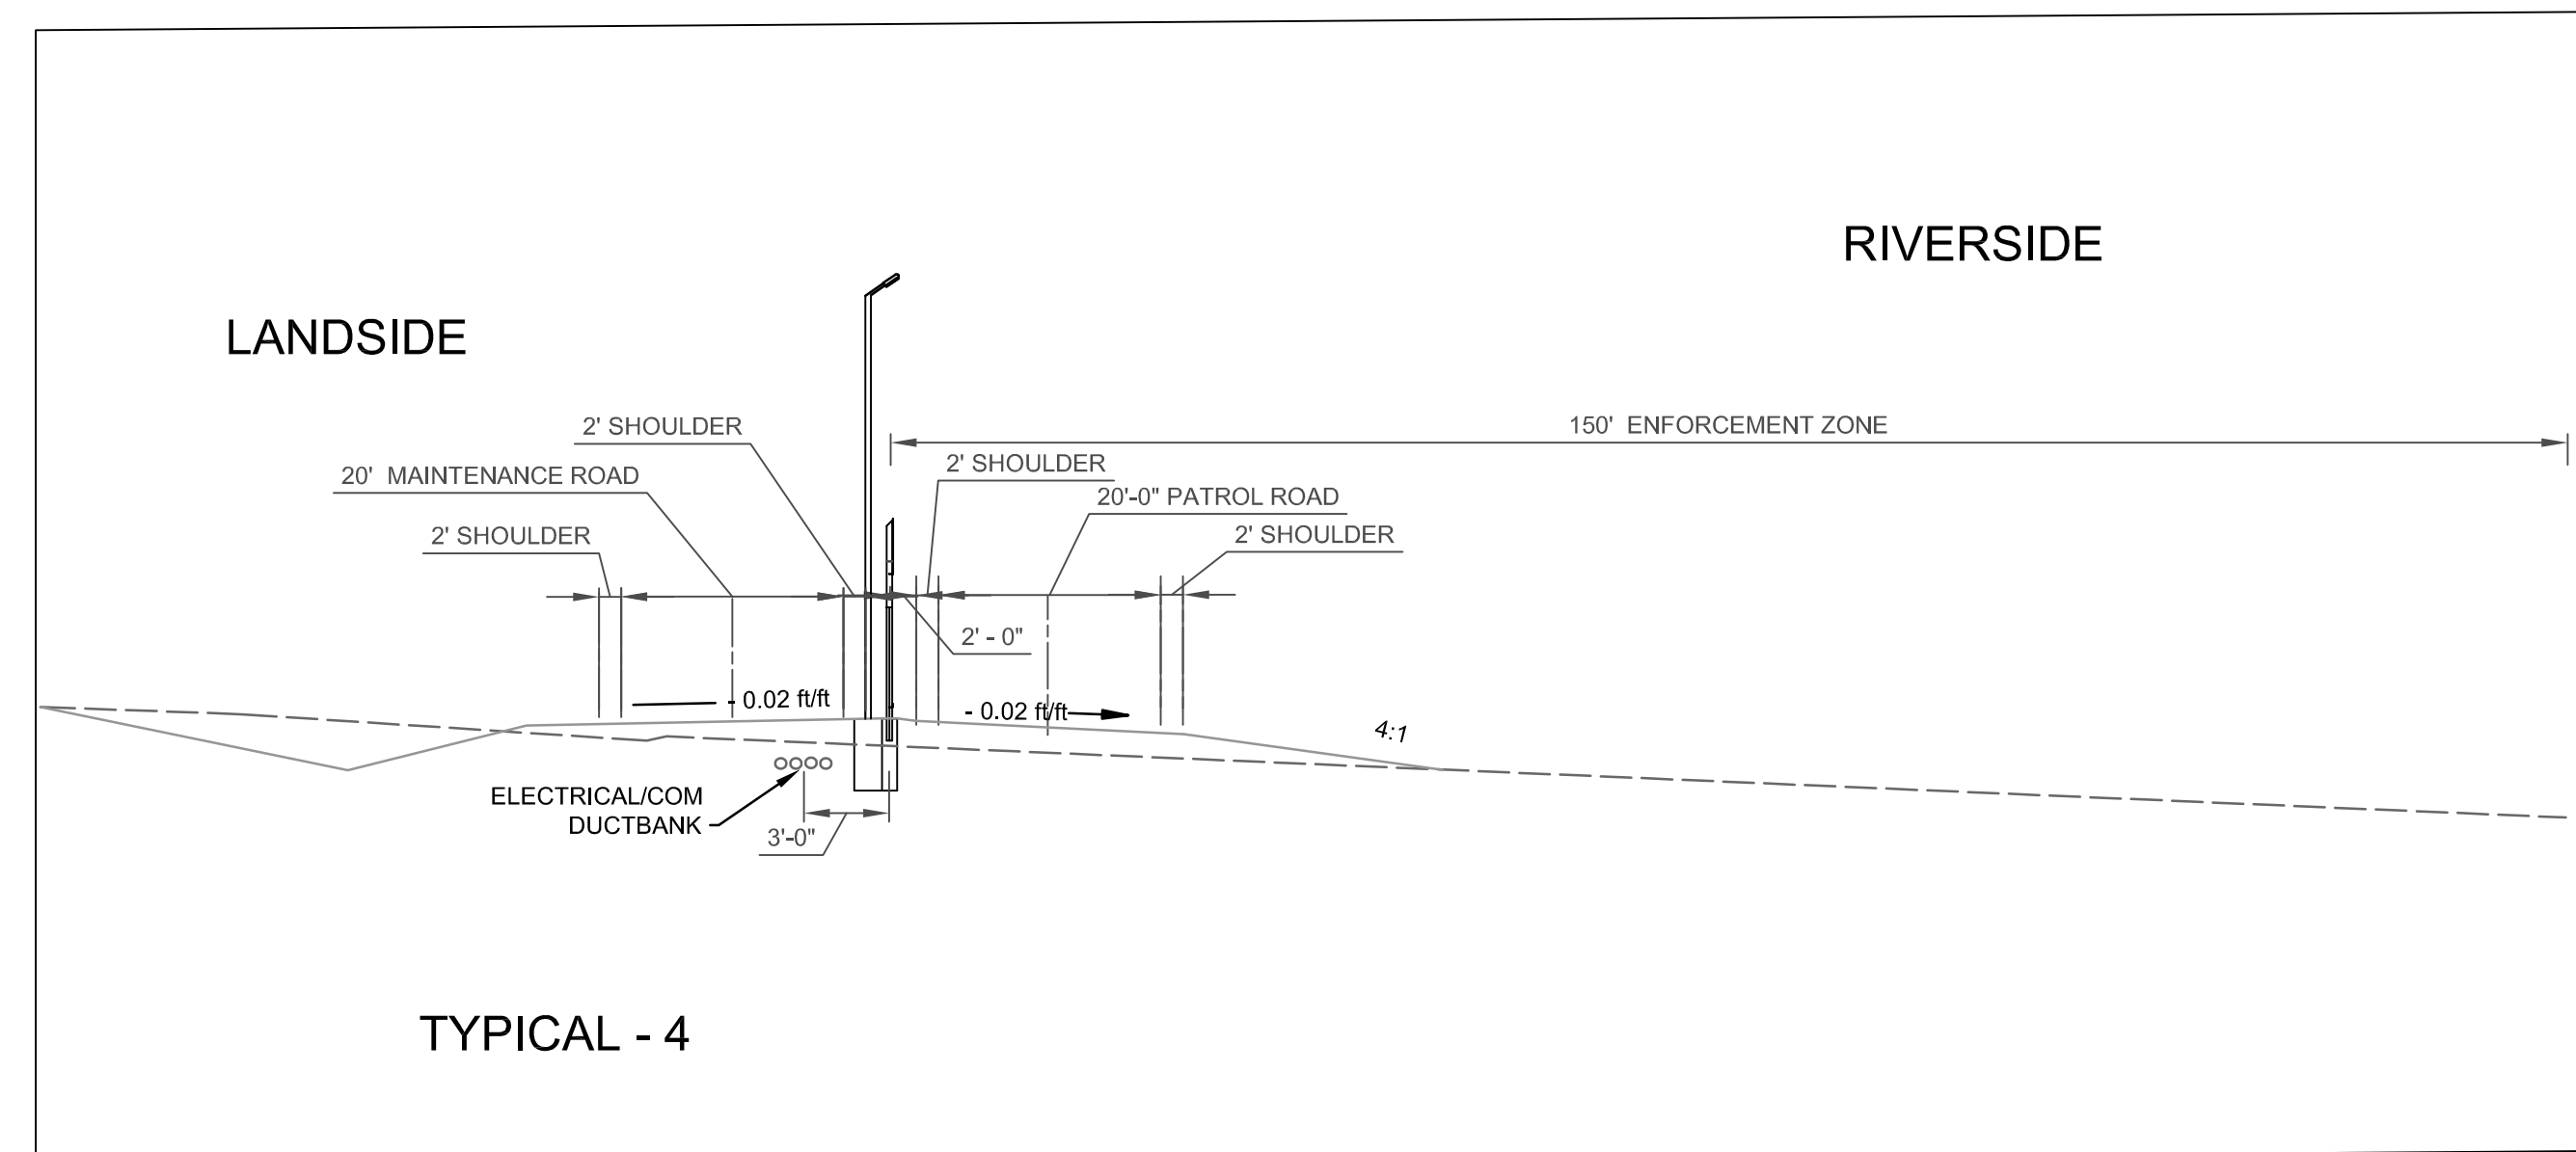 RIVERSIDE
LANDSIDE
150'  ENFORCEMENT ZONE
2' SHOULDER
2' SHOULDER
20'  MAINTENANCE ROAD
20'-0" PATROL ROAD
2' SHOULDER
2' SHOULDER
2' - 0"
- 0.02 ft/ft
- 0.02 ft/ft
4:1
ELECTRICAL/COM
DUCTBANK
3'-0"
TYPICAL - 4